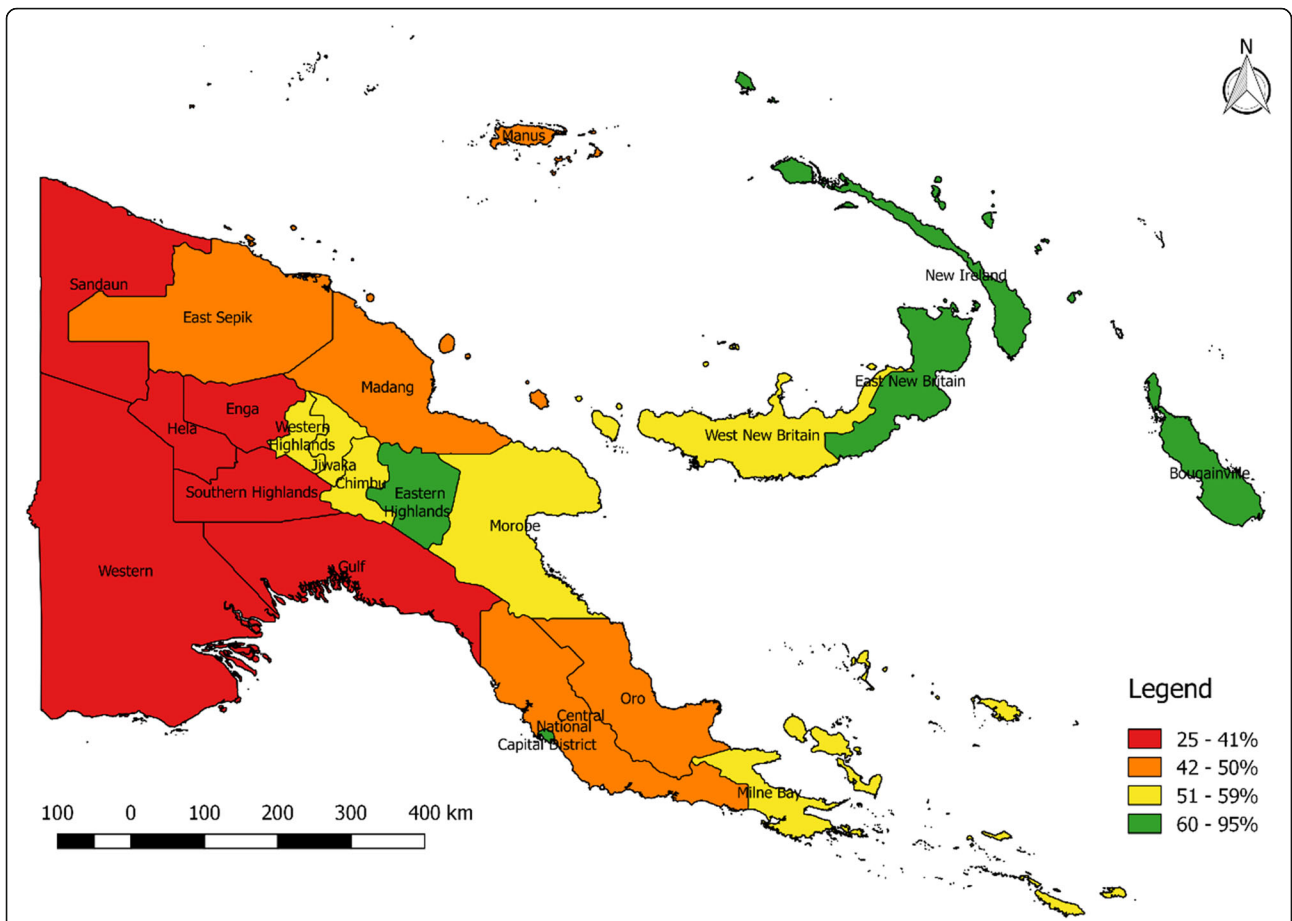 N
Manus
Sandaun
New Ireland
East Sepik
Madang
East New Britain
Enga
Hela
Western
Highlands
West New Britain
Jiwaka
Chimbu
Bougainville
Southern Highlands
Eastern
Highlands
Morobe
Western
Gulf
Oro
Central
National
Capital District
Milne Bay
Legend
25 - 41%
42 - 50%
51 - 59%
60 - 95%
100 0 100 200 300 400 km